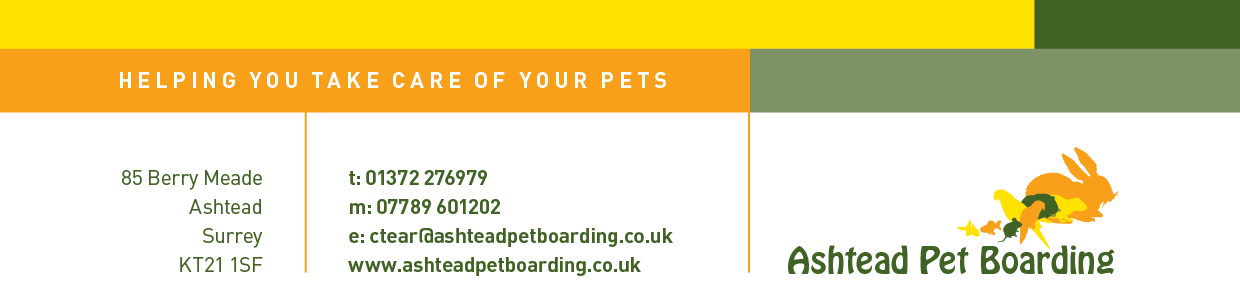 HELPING YOU TAKE CARE OF YOUR PETS
85 Berry Meade
Ashtead
Surrey
KT21 1SF
t: 01372 276979
m: 07789 601202
e: ctear@ashteadpetboarding.co.uk
www.ashteadpetboarding.co.uk
Ashtead Pet Boarding